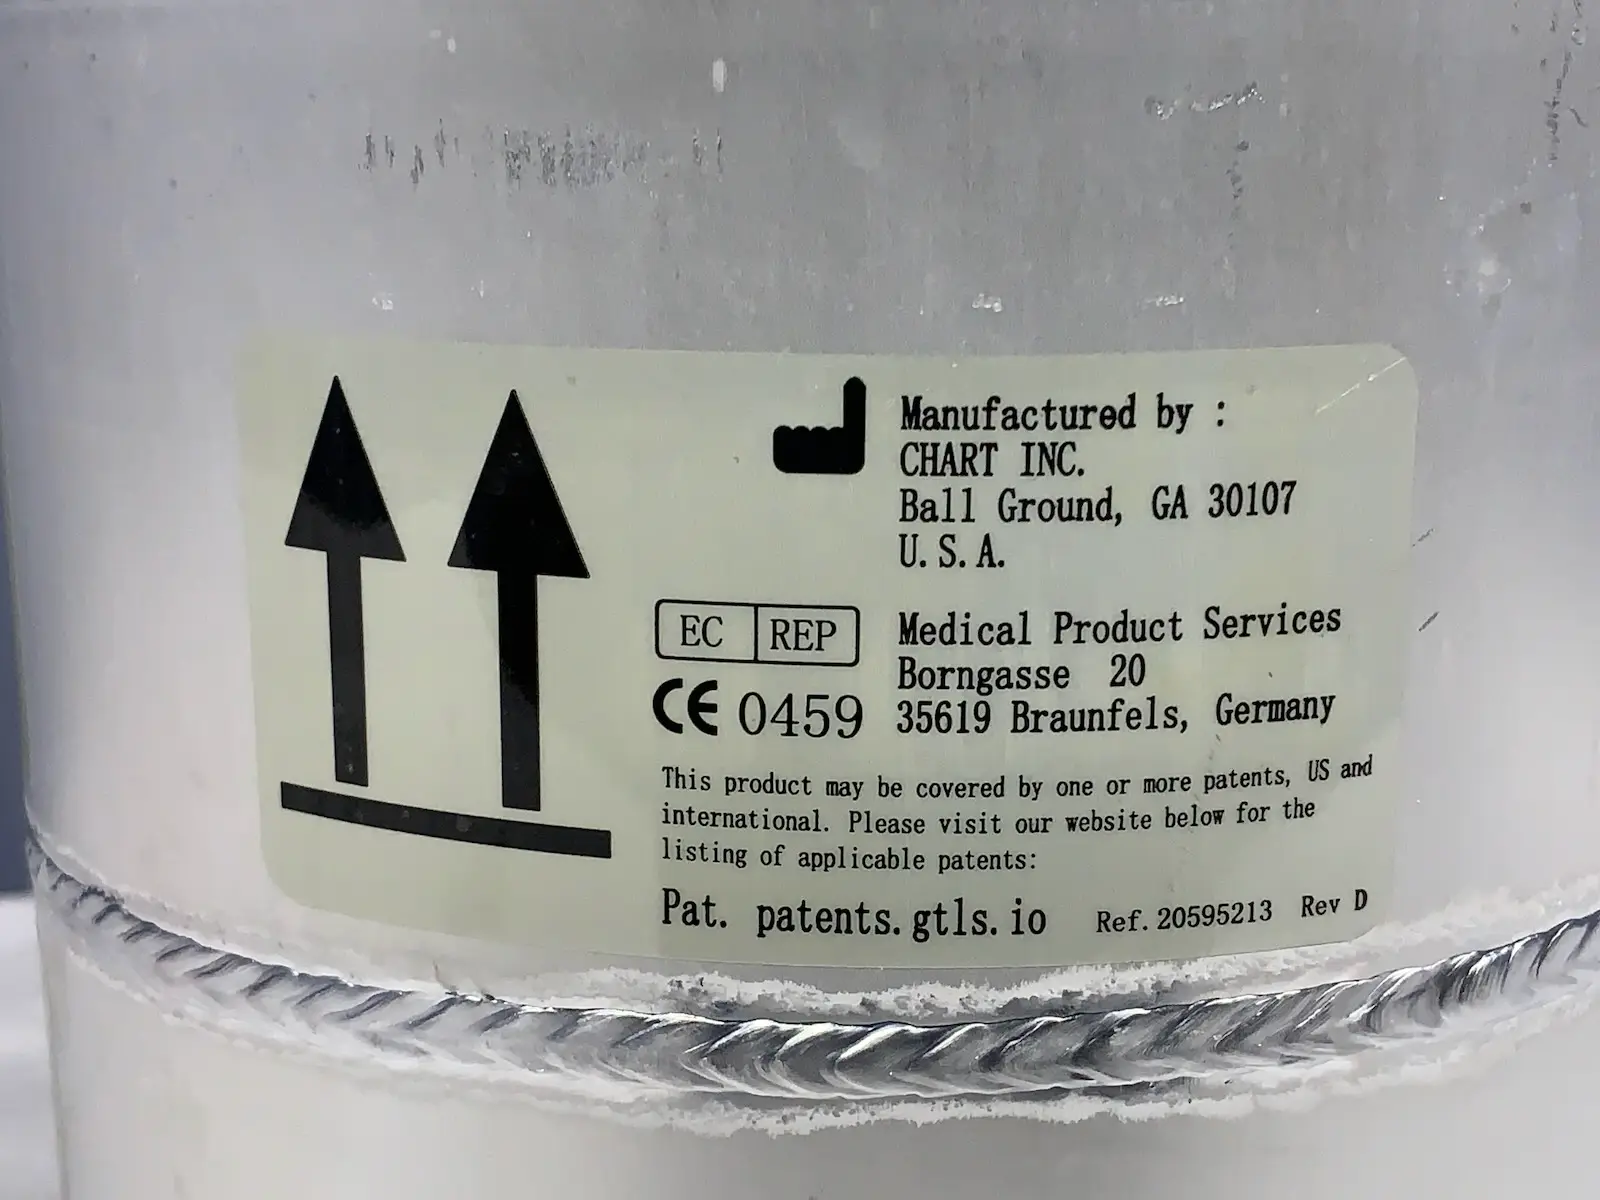 Manufactured by :
CHART INC.
Ball Ground, GA 30107
U.S.A.
EC REP
Medical Product Services
Borngasse 20
35619 Braunfels, Germany
CE 0459
This product may be covered by one or more patents, US and
international. Please visit our website below for the
listing of applicable patents:
Pat. patents.gtls.io Ref. 20595213 Rev D